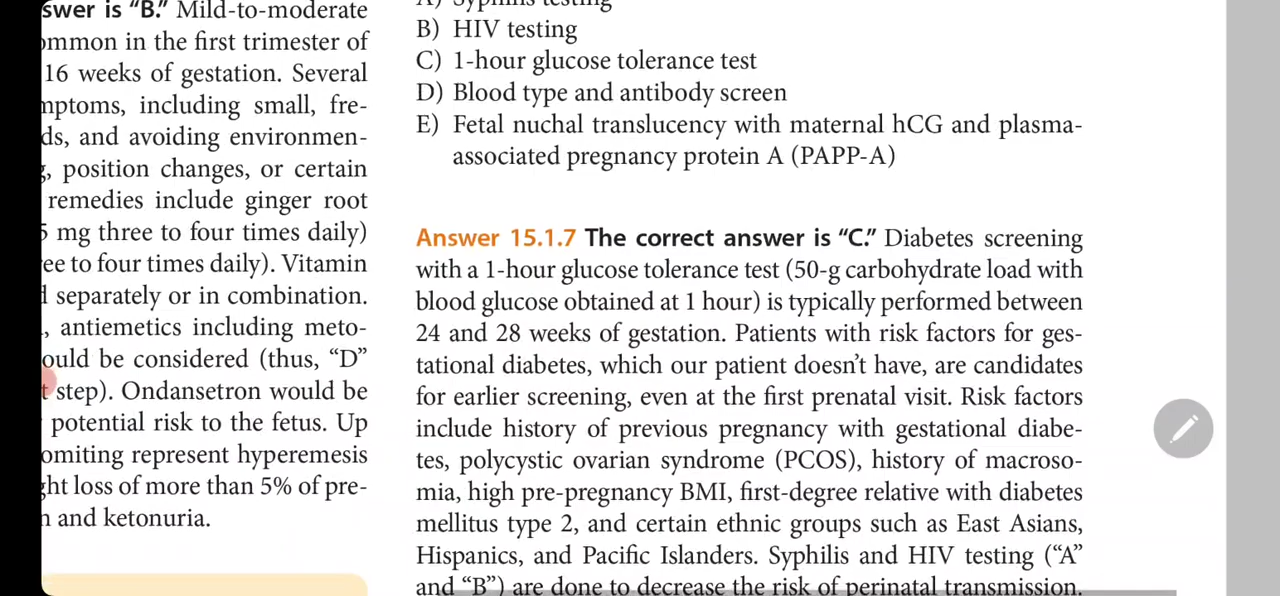 swer is “B.” Mild-to-moderate
ommon in the first trimester of
16 weeks of gestation. Several
mptoms, including small, fre-
ds, and avoiding environmen-
, position changes, or certain
remedies include ginger root
5 mg three to four times daily)
ee to four times daily). Vitamin
d separately or in combination.
, antiemetics including meto-
ould be considered (thus, “D”
t step). Ondansetron would be
potential risk to the fetus. Up
omiting represent hyperemesis
ght loss of more than 5% of pre-
n and ketonuria.
A) Syphilis testing
B) HIV testing
C) 1-hour glucose tolerance test
D) Blood type and antibody screen
E) Fetal nuchal translucency with maternal hCG and plasma-
associated pregnancy protein A (PAPP-A)
Answer 15.1.7 The correct answer is “C.” Diabetes screening
with a 1-hour glucose tolerance test (50-g carbohydrate load with
blood glucose obtained at 1 hour) is typically performed between
24 and 28 weeks of gestation. Patients with risk factors for ges-
tational diabetes, which our patient doesn’t have, are candidates
for earlier screening, even at the first prenatal visit. Risk factors
include history of previous pregnancy with gestational diabe-
tes, polycystic ovarian syndrome (PCOS), history of macroso-
mia, high pre-pregnancy BMI, first-degree relative with diabetes
mellitus type 2, and certain ethnic groups such as East Asians,
Hispanics, and Pacific Islanders. Syphilis and HIV testing (“A”
and “B”) are done to decrease the risk of perinatal transmission.